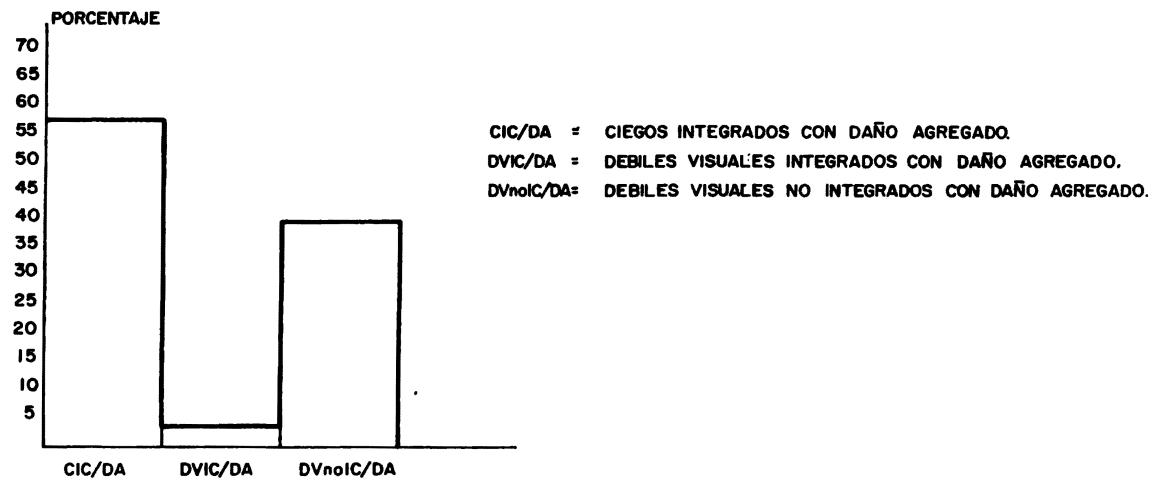 PORCENTAJE
70
65
60
55
50
45
40
35
30
25
20
15
10
5
CIC/DA = CIEGOS INTEGRADOS CON DAÑO AGREGADO.
DVIC/DA = DEBILES VISUALES INTEGRADOS CON DAÑO AGREGADO.
DVnoIC/DA= DEBILES VISUALES NO INTEGRADOS CON DAÑO AGREGADO.
CIC/DA DVIC/DA DVnoIC/DA